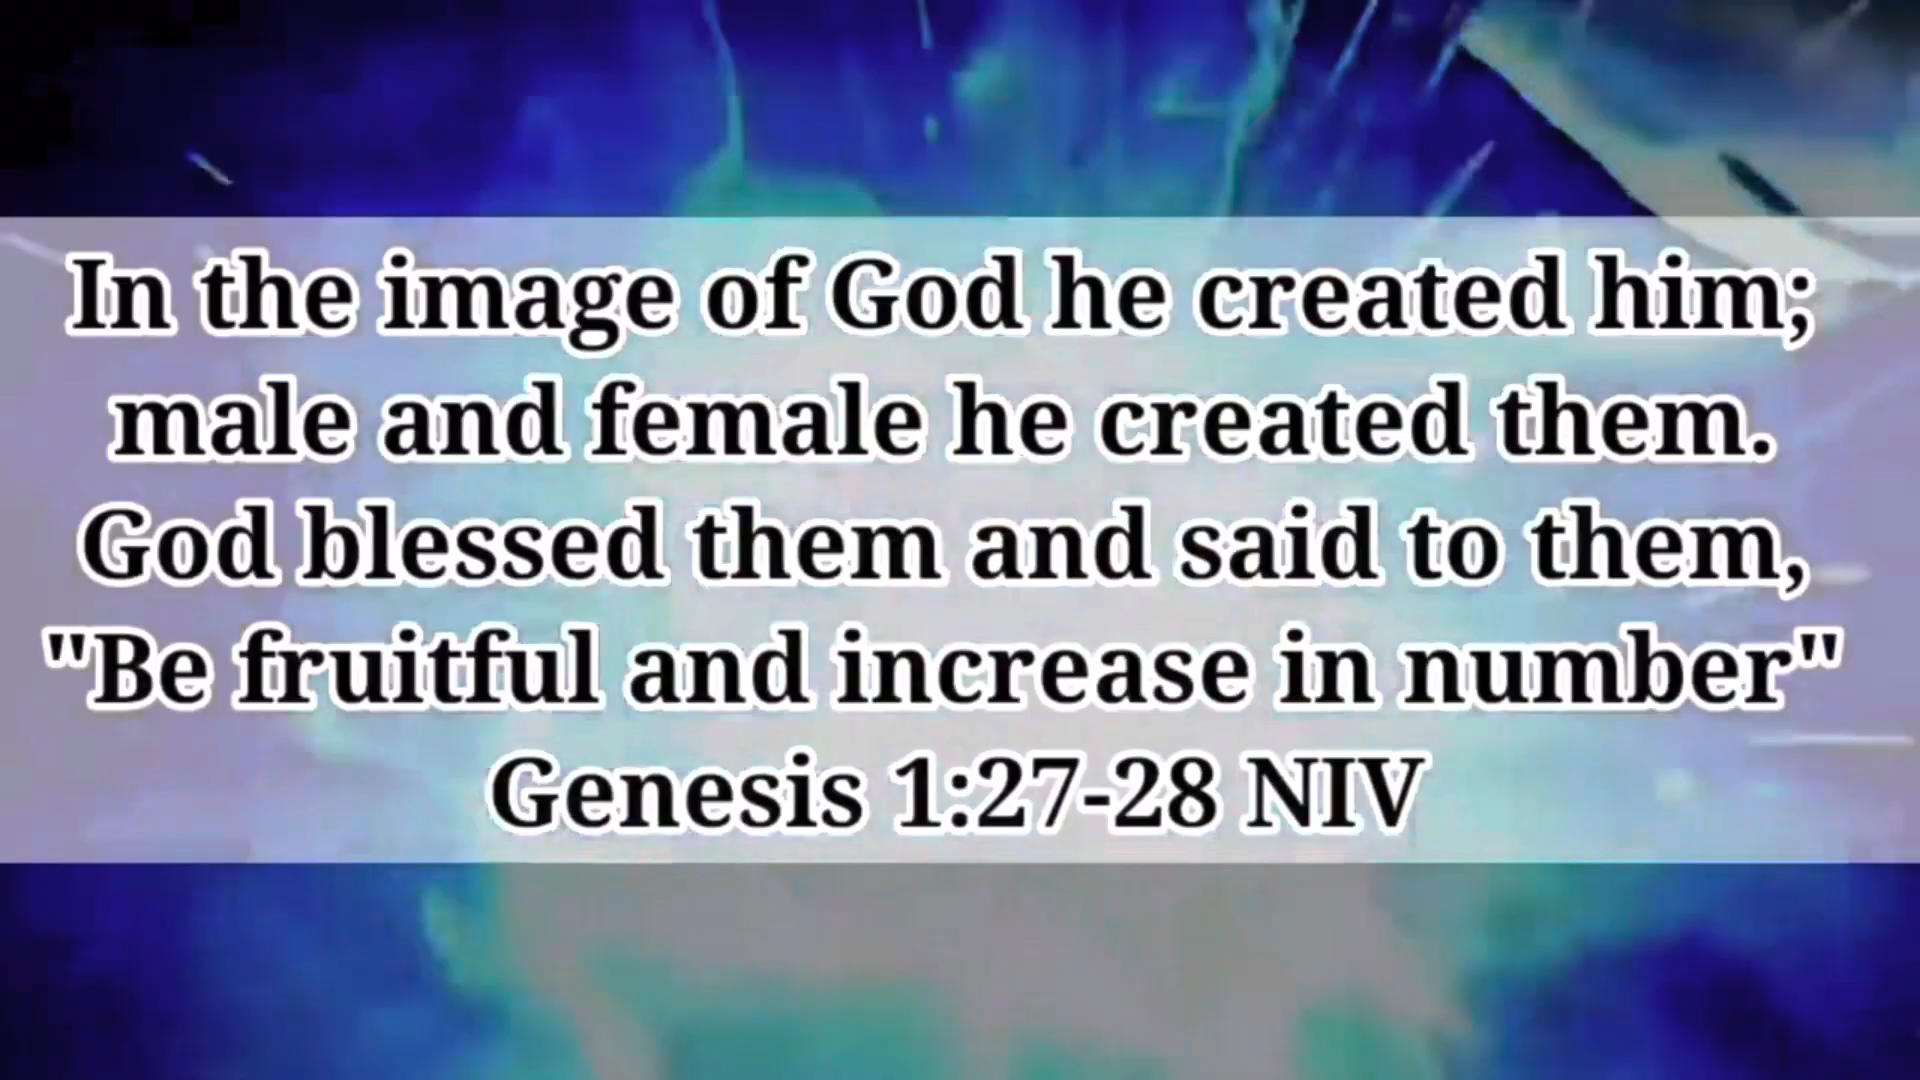 In the image of God he created him;
male and female he created them.
God blessed them and said to them,
"Be fruitful and increase in number"
Genesis 1:27-28 NIV